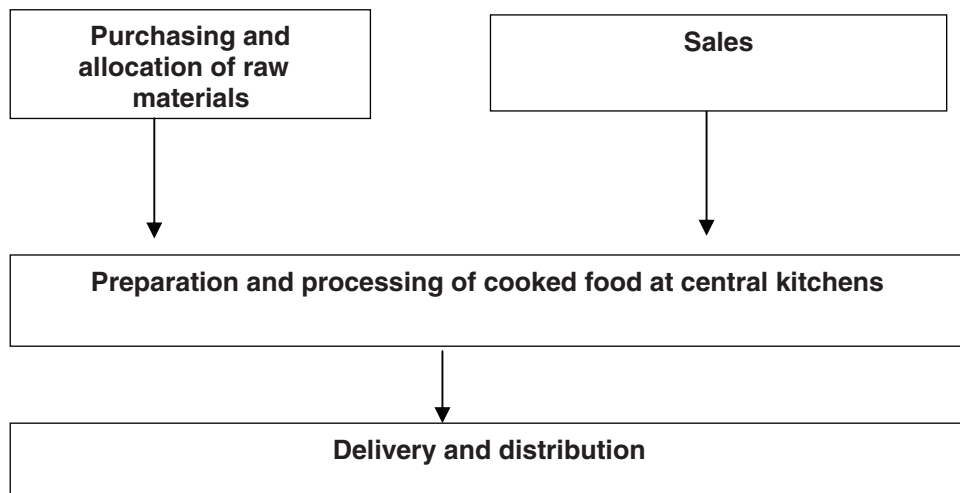 Purchasing and
allocation of raw
materials
Sales
Preparation and processing of cooked food at central kitchens
Delivery and distribution